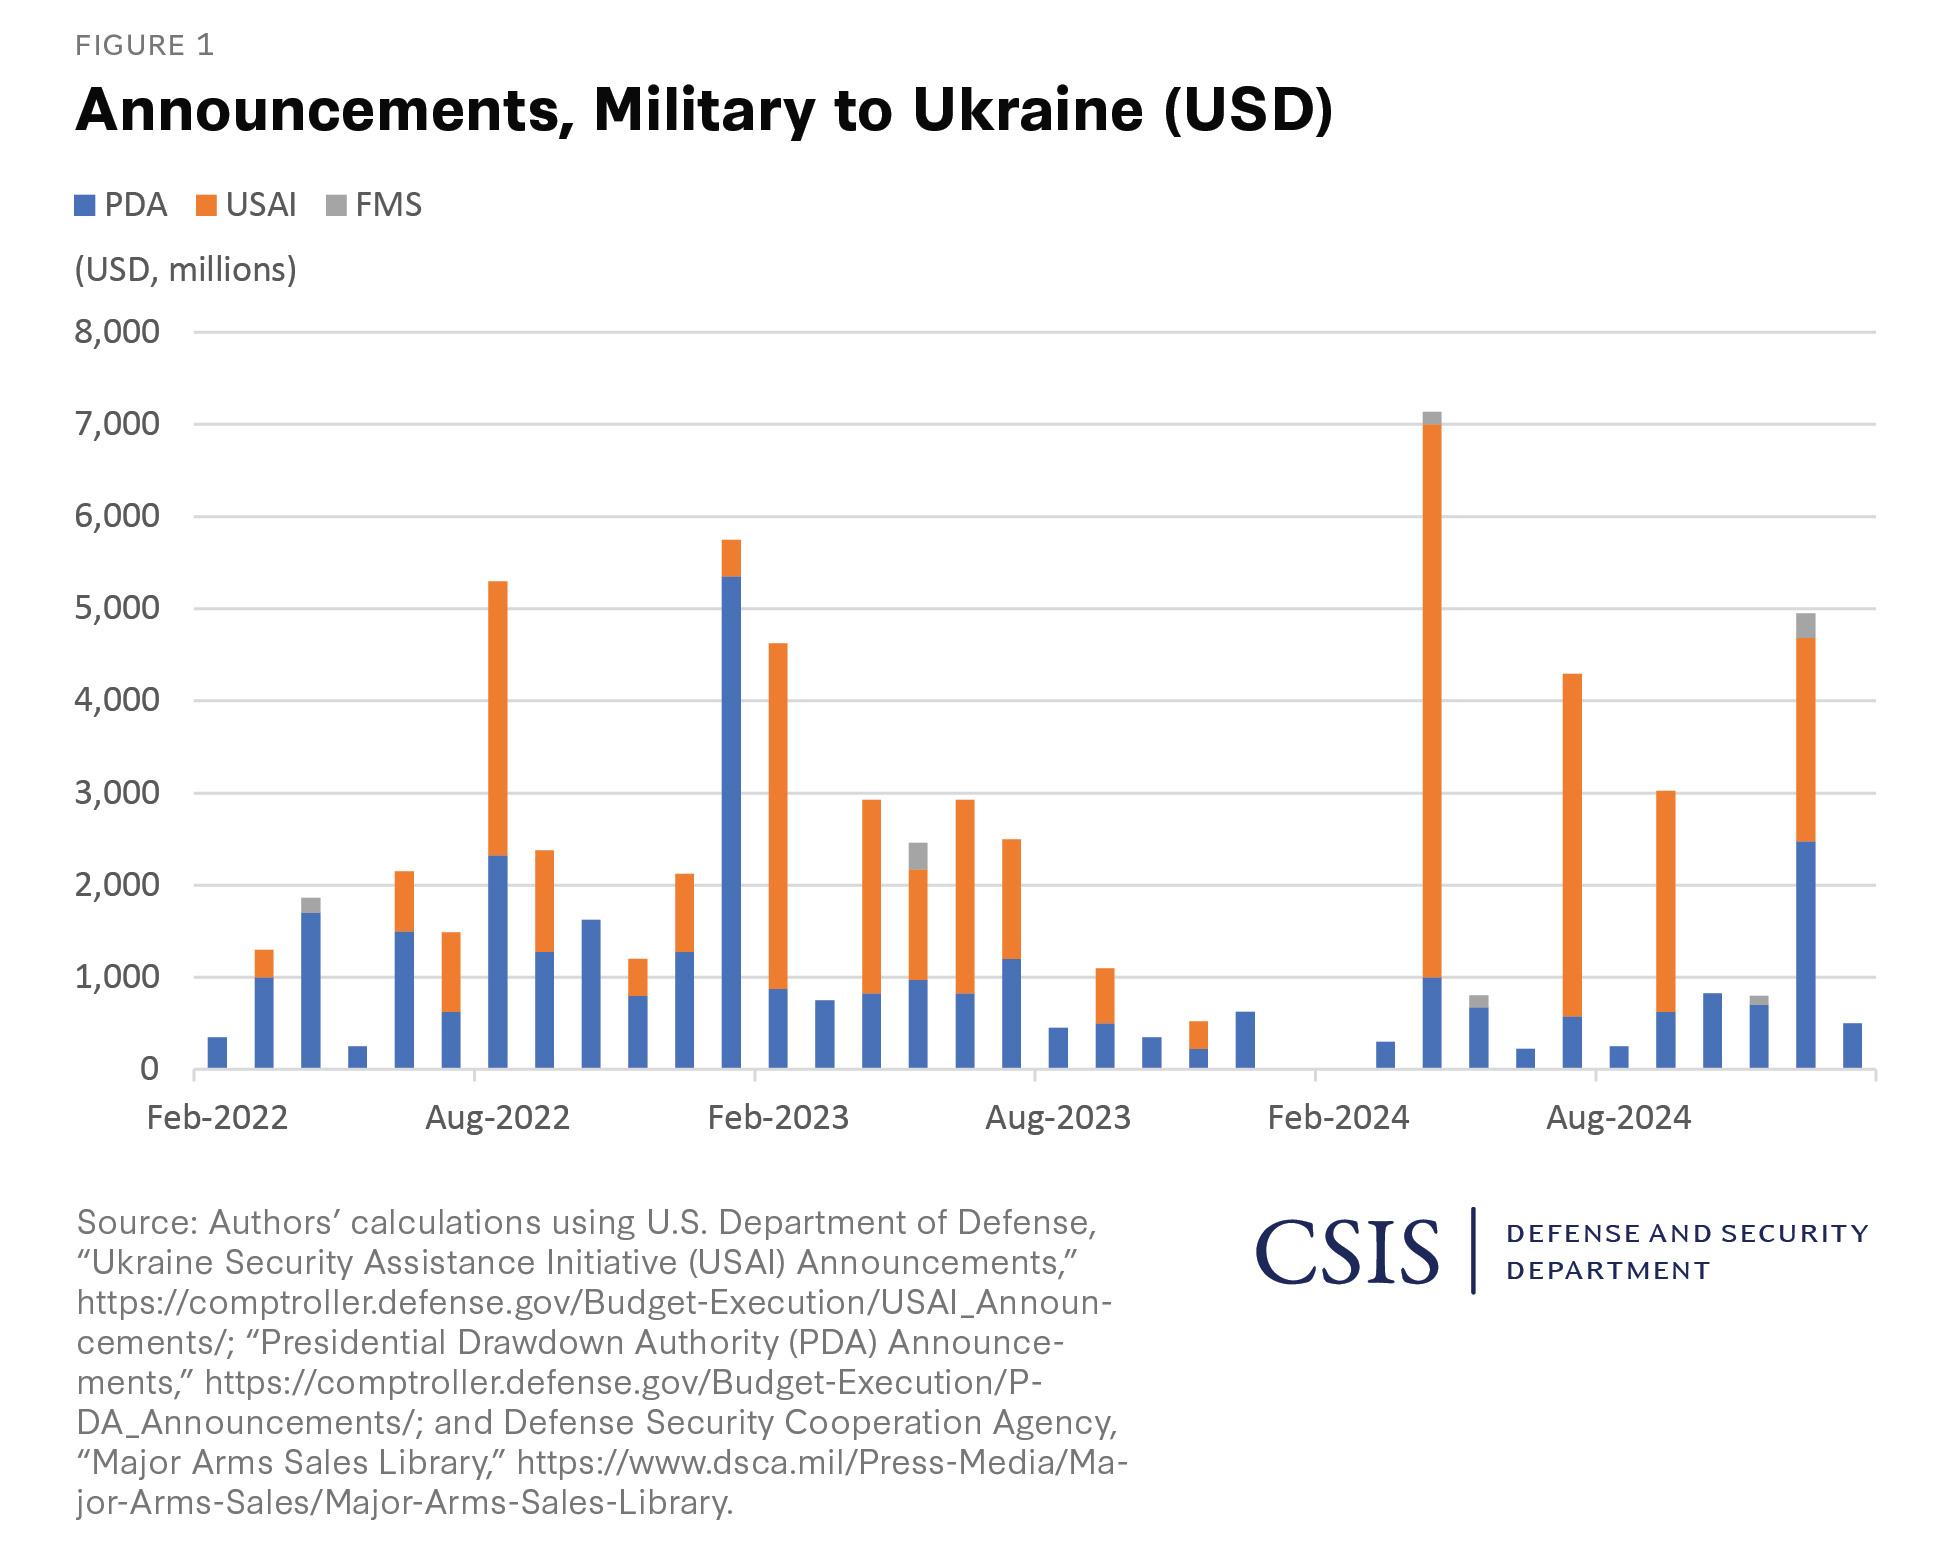 FIGURE 1
Announcements, Military to Ukraine (USD)
PDA USAI FMS
(USD, millions)
8,000
7,000
6,000
5,000
4,000
3,000
2,000
1,000
0
Feb-2022 Aug-2022 Feb-2023 Aug-2023 Feb-2024 Aug-2024
Source: Authors’ calculations using U.S. Department of Defense,
“Ukraine Security Assistance Initiative (USAI) Announcements,”
https://comptroller.defense.gov/Budget-Execution/USAI_Announ-
cements/; “Presidential Drawdown Authority (PDA) Announce-
ments,” https://comptroller.defense.gov/Budget-Execution/P-
DA_Announcements/; and Defense Security Cooperation Agency,
“Major Arms Sales Library,” https://www.dsca.mil/Press-Media/Ma-
jor-Arms-Sales/Major-Arms-Sales-Library.
CSIS
DEFENSE AND SECURITY
DEPARTMENT